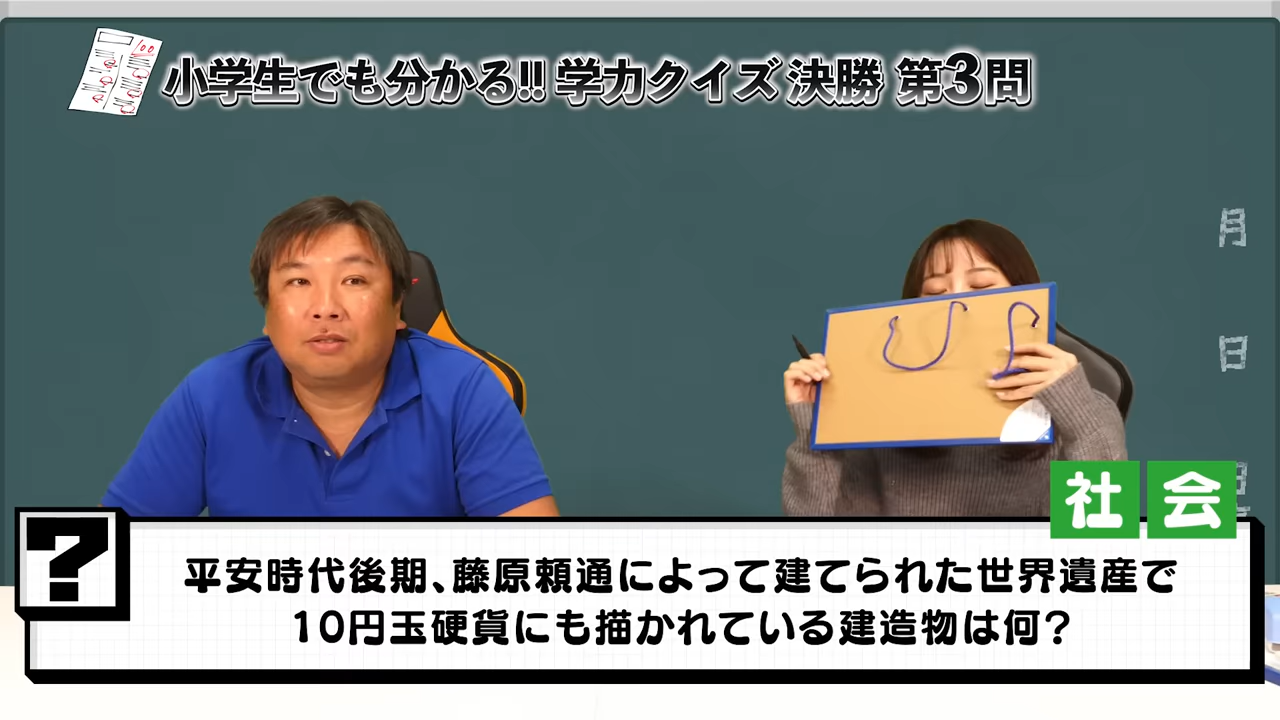 小学生でも分かる!! 学力クイズ 決勝 第3問
100
月
日
社会
?
平安時代後期、藤原頼通によって建てられた世界遺産で
10円玉硬貨にも描かれている建造物は何?